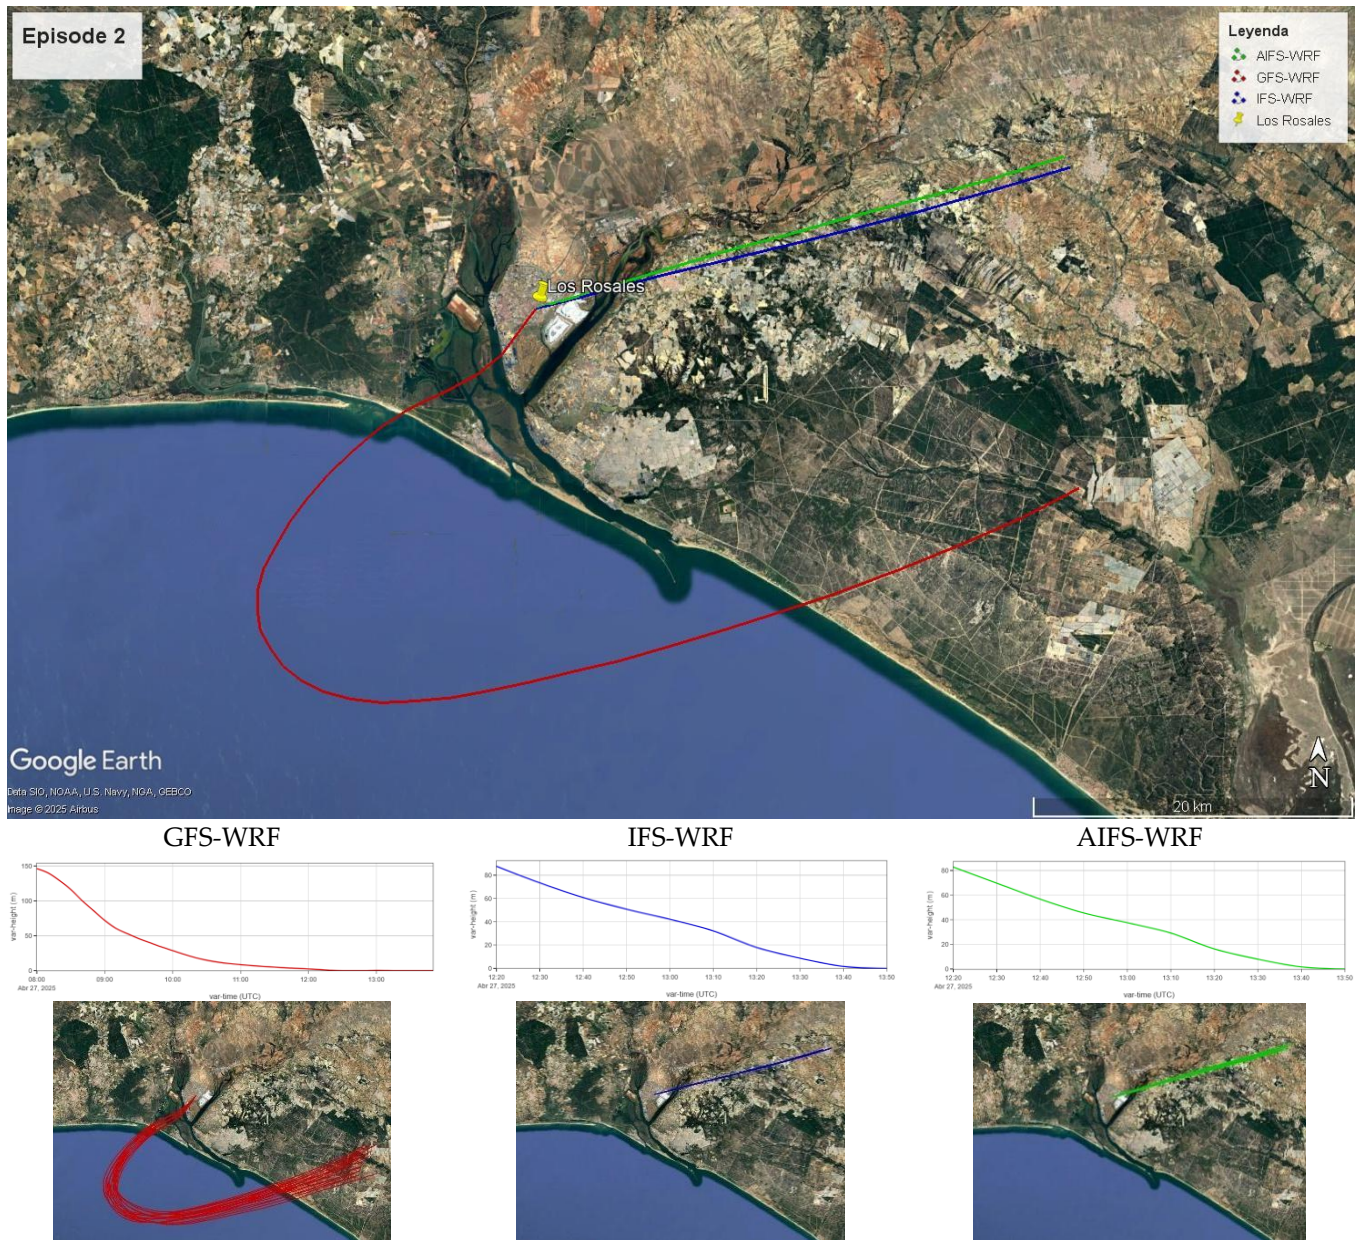 Episode 2
Leyenda
AIFS-WRF
GFS-WRF
IFS-WRF
Los Rosales
Los Rosales
Google Earth
Data SIO, NOAA, U.S. Navy, NGA, GEBCO
Image © 2025 Airbus
N
20 km
GFS-WRF
IFS-WRF
AIFS-WRF
var-height (m)
150
100
50
0
08:00
09:00
10:00
11:00
12:00
13:00
Abr 27, 2025
var-time (UTC)
var-height (m)
80
60
40
20
0
12:20
12:30
12:40
12:50
13:00
13:10
13:20
13:30
13:40
13:50
Abr 27, 2025
var-time (UTC)
var-height (m)
80
60
40
20
0
12:20
12:30
12:40
12:50
13:00
13:10
13:20
13:30
13:40
13:50
Abr 27, 2025
var-time (UTC)